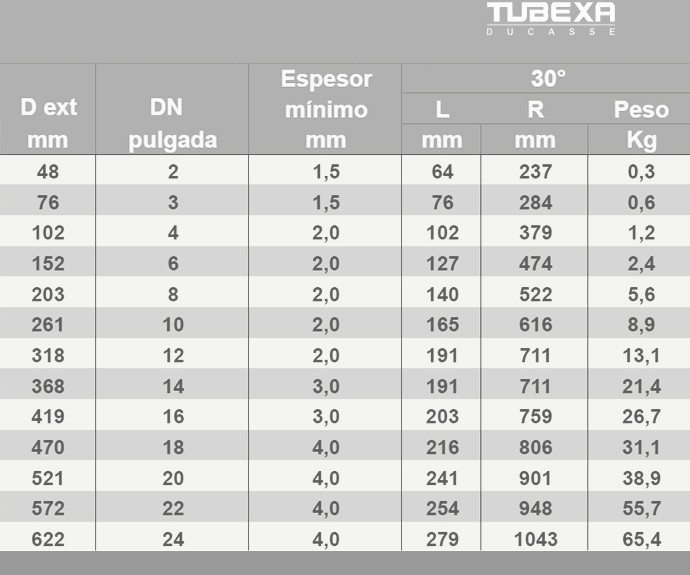 TUBEXA
DUCASSE
D ext mm DN pulgada Espesor mínimo mm 30°
L mm R mm Peso Kg
48 2 1,5 64 237 0,3
76 3 1,5 76 284 0,6
102 4 2,0 102 379 1,2
152 6 2,0 127 474 2,4
203 8 2,0 140 522 5,6
261 10 2,0 165 616 8,9
318 12 2,0 191 711 13,1
368 14 3,0 191 711 21,4
419 16 3,0 203 759 26,7
470 18 4,0 216 806 31,1
521 20 4,0 241 901 38,9
572 22 4,0 254 948 55,7
622 24 4,0 279 1043 65,4